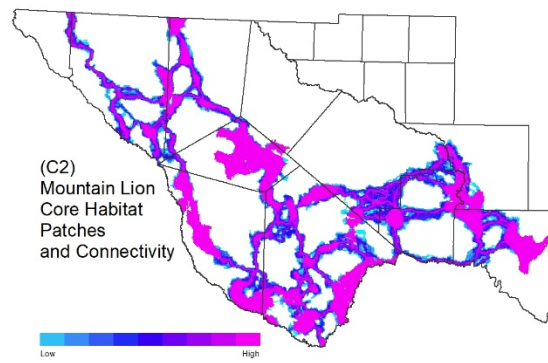 (C2)
Mountain Lion
Core Habitat
Patches
and Connectivity
Low High